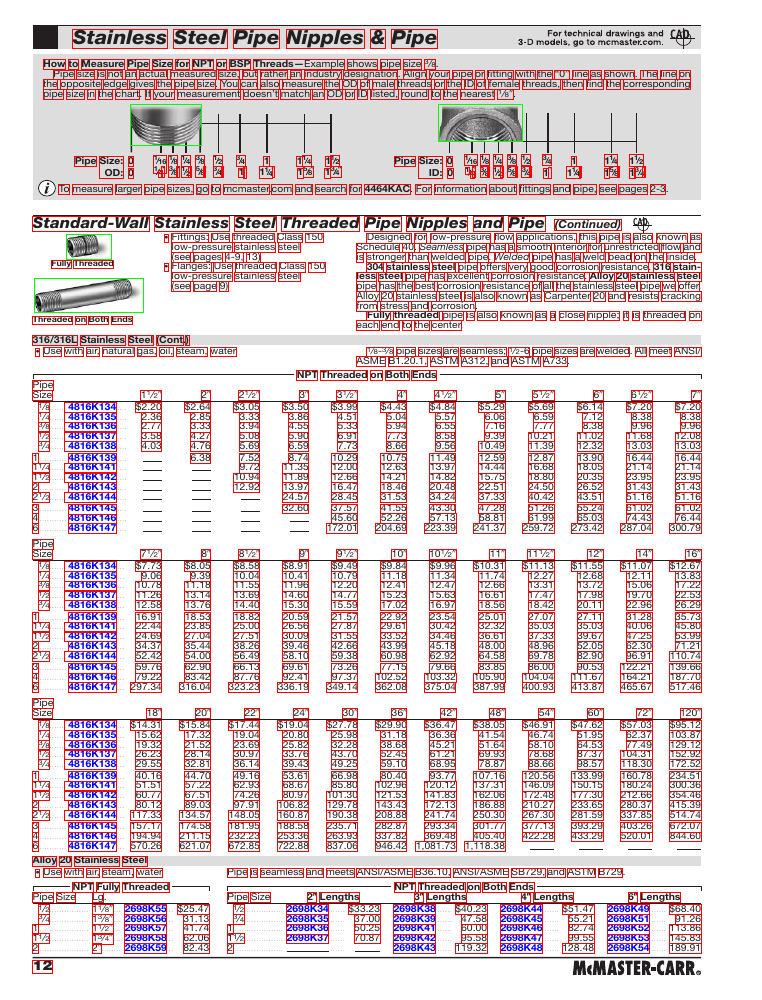 Stainless Steel Pipe Nipples & Pipe
For technical drawings and
3-D models, go to mcmaster.com.
CAD
How to Measure Pipe Size for NPT or BSP Threads—Example shows pipe size ⅜.
Pipe size is not an actual measured size, but rather an industry designation. Align your pipe or fitting with the "0" line as shown. The line on
the opposite edge gives the pipe size. You can also measure the OD of male threads or the ID of female threads, then find the corresponding
pipe size in the chart. If your measurement doesn't match an OD or ID listed, round to the nearest ⅛".
Pipe Size: 0 1/16 ⅛ ¼ ⅜ ½ ¾ 1 1¼ 1½
OD: 0
Pipe Size: 0 1/16 ⅛ ¼ ⅜ ½ ¾ 1 1¼ 1½
ID: 0
To measure larger pipe sizes, go to mcmaster.com and search for 4464KAC. For information about fittings and pipe, see pages 2-3.
Standard-Wall Stainless Steel Threaded Pipe Nipples and Pipe (Continued) CAD
Fully Threaded
Threaded on Both Ends
• Fittings: Use threaded Class 150
low-pressure stainless steel
(see pages 4-9, 13)
• Flanges: Use threaded Class 150
low-pressure stainless steel
(see page 9)
Designed for low-pressure flow applications, this pipe is also known as
Schedule 40. Seamless pipe has a smooth interior for unrestricted flow and
is stronger than welded pipe. Welded pipe has a weld bead on the inside.
304 stainless steel pipe offers very good corrosion resistance. 316 stain-
less steel pipe has excellent corrosion resistance. Alloy 20 stainless steel
pipe has the best corrosion resistance of all the stainless steel pipe we offer.
Alloy 20 stainless steel is also known as Carpenter 20 and resists cracking
from stress and corrosion.
Fully threaded pipe is also known as a close nipple; it is threaded on
each end to the center.
316/316L Stainless Steel (Cont.)
• Use with air, natural gas, oil, steam, water
⅛-¾ pipe sizes are seamless; ½-6 pipe sizes are welded. All meet ANSI/
ASME B1.20.1, ASTM A312, and ASTM A733.
NPT Threaded on Both Ends
Pipe
Size 1½" 2" 2½" 3" 3½" 4" 4½" 5" 5½" 6" 6½" 7"
⅛ 4816K134 $2.20 $2.64 $3.05 $3.50 $3.99 $4.43 $4.84 $5.29 $5.69 $6.14 $7.20 $7.20
¼ 4816K135 2.36 2.85 3.33 3.86 4.51 5.04 5.57 6.06 6.59 7.12 8.38 8.38
⅜ 4816K136 2.77 3.33 3.94 4.55 5.33 5.94 6.55 7.16 7.77 8.38 9.96 9.96
½ 4816K137 3.58 4.27 5.08 5.90 6.91 7.73 8.58 9.39 10.21 11.02 11.68 12.08
¾ 4816K138 4.03 4.76 5.69 6.59 7.73 8.66 9.56 10.49 11.39 12.32 13.03 13.03
1 4816K139 6.38 7.52 8.74 10.29 10.75 11.49 12.59 12.87 13.90 16.44 16.44
1¼ 4816K141 9.72 11.35 12.00 12.63 13.97 14.44 16.68 18.05 21.14 21.14
1½ 4816K142 10.94 11.89 12.66 14.21 14.82 15.75 18.80 20.35 23.95 23.95
2 4816K143 12.92 13.97 16.47 18.46 20.48 22.51 24.50 26.52 31.43 31.43
2½ 4816K144 24.57 28.45 31.53 34.24 37.33 40.42 43.51 51.16 51.16
3 4816K145 32.60 37.57 41.55 43.30 47.28 51.26 55.24 61.02 61.02
4 4816K146 45.60 52.26 57.13 58.81 61.99 65.03 74.43 76.44
6 4816K147 172.01 204.69 223.39 241.37 259.72 273.42 287.04 300.79
Pipe
Size 7½" 8" 8½" 9" 9½" 10" 10½" 11" 11½" 12" 14" 16"
⅛ 4816K134 $7.73 $8.05 $8.58 $8.91 $9.49 $9.84 $9.96 $10.31 $11.13 $11.55 $11.07 $12.67
¼ 4816K135 9.06 9.39 10.04 10.41 10.79 11.18 11.34 11.74 12.27 12.68 12.11 13.83
⅜ 4816K136 10.78 11.18 11.55 11.96 12.20 12.41 12.47 12.66 13.31 13.72 15.06 17.22
½ 4816K137 11.26 13.14 13.69 14.60 14.77 15.23 15.63 16.61 17.47 17.98 19.70 22.53
¾ 4816K138 12.58 13.76 14.40 15.30 15.59 17.02 16.97 18.56 18.42 20.11 22.96 26.29
1 4816K139 16.91 18.53 18.82 20.59 21.57 22.92 23.54 25.01 27.07 27.11 31.28 35.73
1¼ 4816K141 22.44 23.85 25.00 26.56 27.87 29.61 30.42 32.32 35.03 35.03 40.06 45.80
1½ 4816K142 24.69 27.04 27.51 30.09 31.55 33.52 34.46 36.61 37.33 39.67 47.25 53.99
2 4816K143 34.37 35.44 38.26 39.46 42.66 43.99 45.18 48.00 48.96 52.05 62.30 71.21
2½ 4816K144 52.42 54.00 56.49 58.10 59.38 60.98 62.92 64.58 69.78 82.90 96.91 110.74
3 4816K145 59.76 62.90 66.13 69.61 73.26 77.15 79.66 83.85 86.00 90.53 122.21 139.66
4 4816K146 79.22 83.42 87.76 92.41 97.37 102.52 103.32 105.90 104.04 111.67 164.21 187.70
6 4816K147 297.34 316.04 323.23 336.19 349.14 362.08 375.04 387.99 400.93 413.87 465.67 517.46
Pipe
Size 18" 20" 22" 24" 30" 36" 42" 48" 54" 60" 72" 120"
⅛ 4816K134 $14.31 $15.84 $17.44 $19.04 $27.78 $29.90 $36.47 $38.05 $46.91 $47.62 $57.03 $95.12
¼ 4816K135 15.62 17.32 19.04 20.80 25.98 31.18 36.36 41.54 46.74 51.95 62.37 103.87
⅜ 4816K136 19.32 21.52 23.69 25.82 32.28 38.68 45.21 51.64 58.10 64.53 77.49 129.12
½ 4816K137 26.23 28.14 30.97 33.76 43.70 52.45 61.21 69.93 78.68 87.37 104.31 152.92
¾ 4816K138 29.55 32.81 36.14 39.43 49.25 59.10 68.95 78.87 88.66 98.57 118.30 172.52
1 4816K139 40.16 44.70 49.16 53.61 66.98 80.40 93.77 107.16 120.56 133.99 160.78 234.51
1¼ 4816K141 51.51 57.22 62.93 68.67 85.80 102.96 120.12 137.31 146.09 150.15 180.24 300.36
1½ 4816K142 60.77 67.51 74.26 80.97 101.30 121.53 141.83 162.06 172.48 177.30 212.66 354.46
2 4816K143 80.12 89.03 97.91 106.82 129.78 143.43 172.13 186.88 210.27 233.65 280.37 415.39
2½ 4816K144 117.33 134.57 148.05 160.87 190.38 208.88 241.74 250.30 267.30 281.59 337.85 514.74
3 4816K145 157.17 174.58 191.95 188.58 235.71 282.87 293.34 301.77 377.13 393.29 403.26 672.07
4 4816K146 194.94 211.15 232.23 253.36 263.93 337.82 369.48 405.40 422.28 433.29 520.01 844.60
6 4816K147 570.26 621.07 672.85 722.88 837.06 946.42 1,081.73 1,118.38
Alloy 20 Stainless Steel
• Use with air, steam, water
Pipe is seamless and meets ANSI/ASME B36.10, ANSI/ASME SB729, and ASTM B729.
NPT Fully Threaded
Pipe Size Lg.
½ 1⅛" 2698K55 $25.47
¾ 1⅜" 2698K56 31.13
1 1½" 2698K57 41.74
1½ 1¾" 2698K58 62.06
2 2" 2698K59 82.43
NPT Threaded on Both Ends
Pipe Size 2" Lengths 3" Lengths 4" Lengths 6" Lengths
½ 2698K34 $33.23 2698K38 $40.23 2698K44 $51.47 2698K49 $68.40
¾ 2698K35 37.00 2698K39 47.58 2698K45 55.21 2698K51 91.26
1 2698K36 50.25 2698K41 60.00 2698K46 82.74 2698K52 113.86
1½ 2698K37 70.87 2698K42 95.58 2698K47 99.55 2698K53 145.83
2 2698K43 119.32 2698K48 128.48 2698K54 189.91
12
McMASTER-CARR®